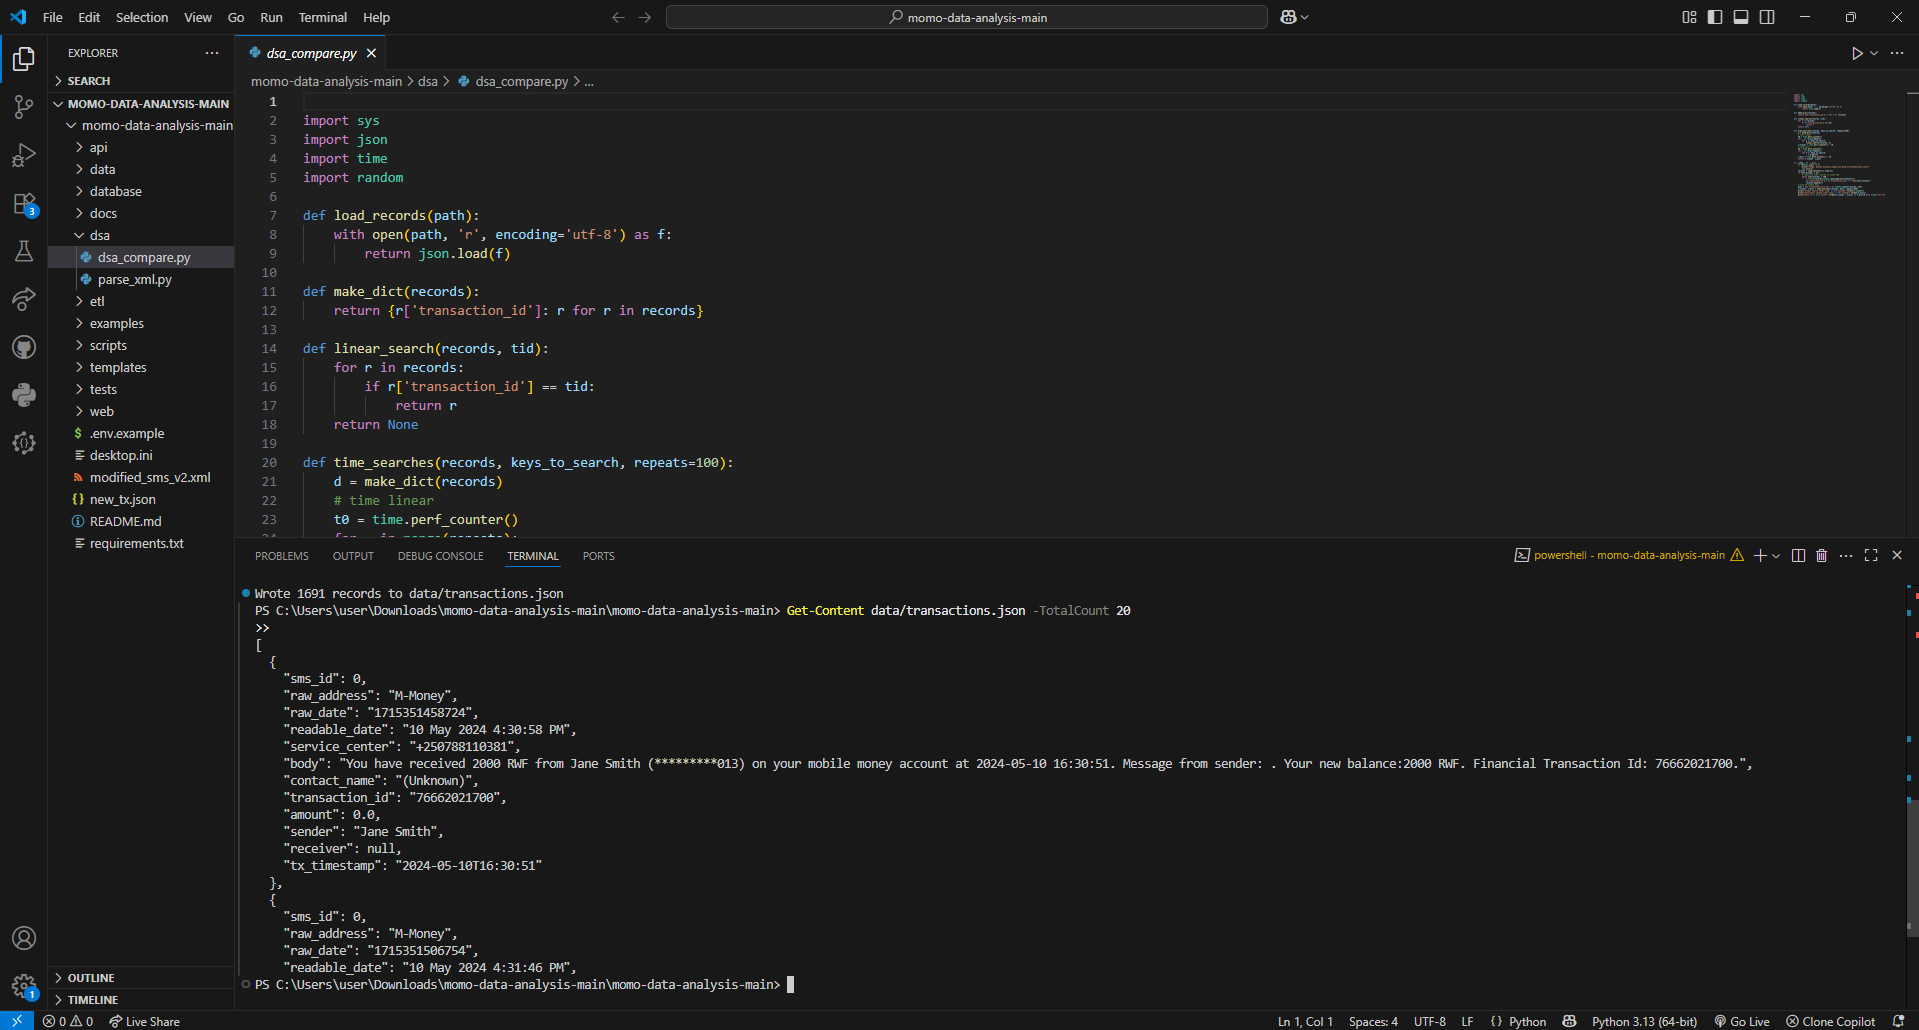 File Edit Selection View Go Run Terminal Help
momo-data-analysis-main
EXPLORER
SEARCH
MOMO-DATA-ANALYSIS-MAIN
momo-data-analysis-main
api
data
database
docs
dsa
dsa_compare.py
parse_xml.py
etl
examples
scripts
templates
tests
web
.env.example
desktop.ini
modified_sms_v2.xml
new_tx.json
README.md
requirements.txt
OUTLINE
TIMELINE
3
1
dsa_compare.py
momo-data-analysis-main > dsa > dsa_compare.py > ...
1
2 import sys
3 import json
4 import time
5 import random
6
7 def load_records(path):
8 with open(path, 'r', encoding='utf-8') as f:
9 return json.load(f)
10
11 def make_dict(records):
12 return {r['transaction_id']: r for r in records}
13
14 def linear_search(records, tid):
15 for r in records:
16 if r['transaction_id'] == tid:
17 return r
18 return None
19
20 def time_searches(records, keys_to_search, repeats=100):
21 d = make_dict(records)
22 # time linear
23 t0 = time.perf_counter()
PROBLEMS OUTPUT DEBUG CONSOLE TERMINAL PORTS
powershell - momo-data-analysis-main
Wrote 1691 records to data/transactions.json
PS C:\Users\user\Downloads\momo-data-analysis-main\momo-data-analysis-main> Get-Content data/transactions.json -TotalCount 20
>>
[
{
"sms_id": 0,
"raw_address": "M-Money",
"raw_date": "1715351458724",
"readable_date": "10 May 2024 4:30:58 PM",
"service_center": "+250788110381",
"body": "You have received 2000 RWF from Jane Smith (*********013) on your mobile money account at 2024-05-10 16:30:51. Message from sender: . Your new balance:2000 RWF. Financial Transaction Id: 76662021700.",
"contact_name": "(Unknown)",
"transaction_id": "76662021700",
"amount": 0.0,
"sender": "Jane Smith",
"receiver": null,
"tx_timestamp": "2024-05-10T16:30:51"
},
{
"sms_id": 0,
"raw_address": "M-Money",
"raw_date": "1715351506754",
"readable_date": "10 May 2024 4:31:46 PM",
PS C:\Users\user\Downloads\momo-data-analysis-main\momo-data-analysis-main>
0 0 Live Share
Ln 1, Col 1 Spaces: 4 UTF-8 LF {} Python Python 3.13 (64-bit) Go Live Clone Copilot